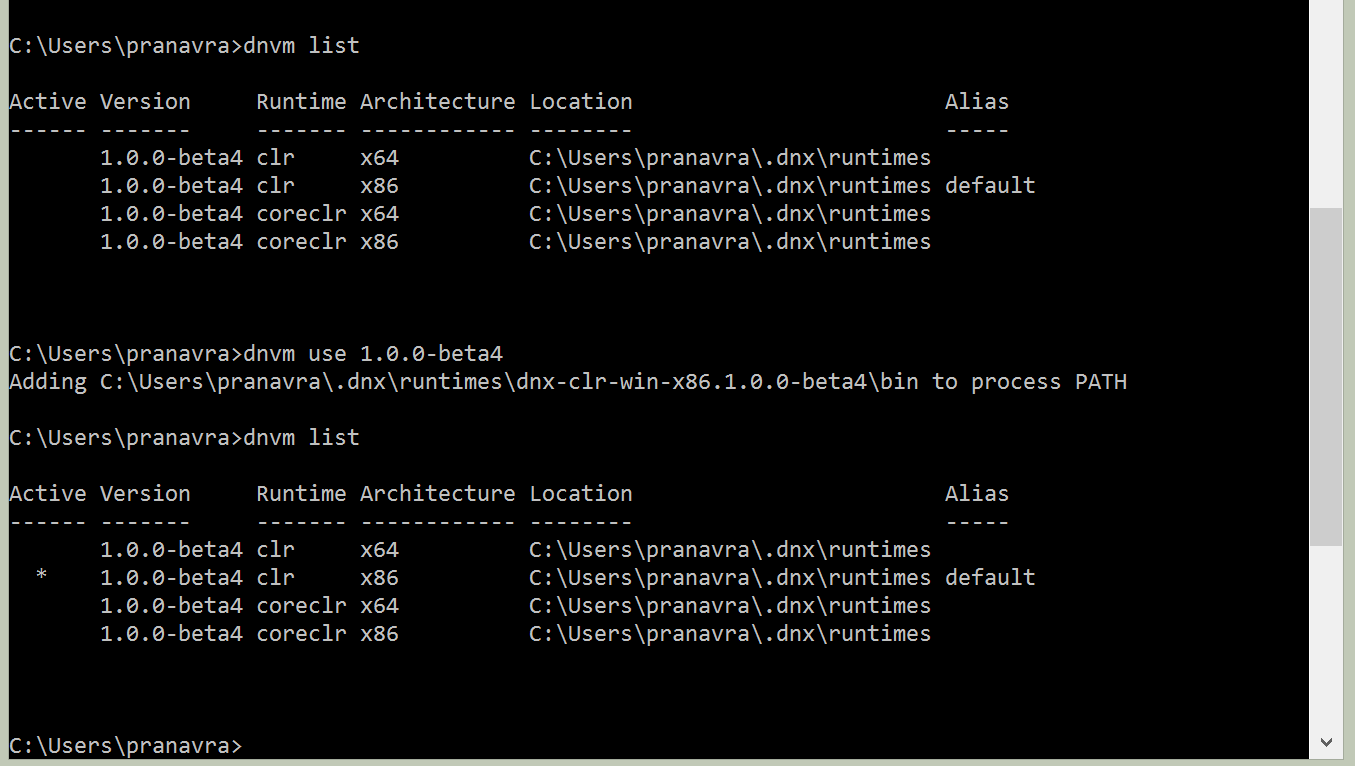 C:\Users\pranavra>dnvm list
Active Version     Runtime Architecture Location                        Alias
------ -------     ------- ------------ --------                        -----
       1.0.0-beta4 clr     x64          C:\Users\pranavra\.dnx\runtimes
       1.0.0-beta4 clr     x86          C:\Users\pranavra\.dnx\runtimes default
       1.0.0-beta4 coreclr x64          C:\Users\pranavra\.dnx\runtimes
       1.0.0-beta4 coreclr x86          C:\Users\pranavra\.dnx\runtimes
C:\Users\pranavra>dnvm use 1.0.0-beta4
Adding C:\Users\pranavra\.dnx\runtimes\dnx-clr-win-x86.1.0.0-beta4\bin to process PATH
C:\Users\pranavra>dnvm list
Active Version     Runtime Architecture Location                        Alias
------ -------     ------- ------------ --------                        -----
       1.0.0-beta4 clr     x64          C:\Users\pranavra\.dnx\runtimes
  *    1.0.0-beta4 clr     x86          C:\Users\pranavra\.dnx\runtimes default
       1.0.0-beta4 coreclr x64          C:\Users\pranavra\.dnx\runtimes
       1.0.0-beta4 coreclr x86          C:\Users\pranavra\.dnx\runtimes
C:\Users\pranavra>